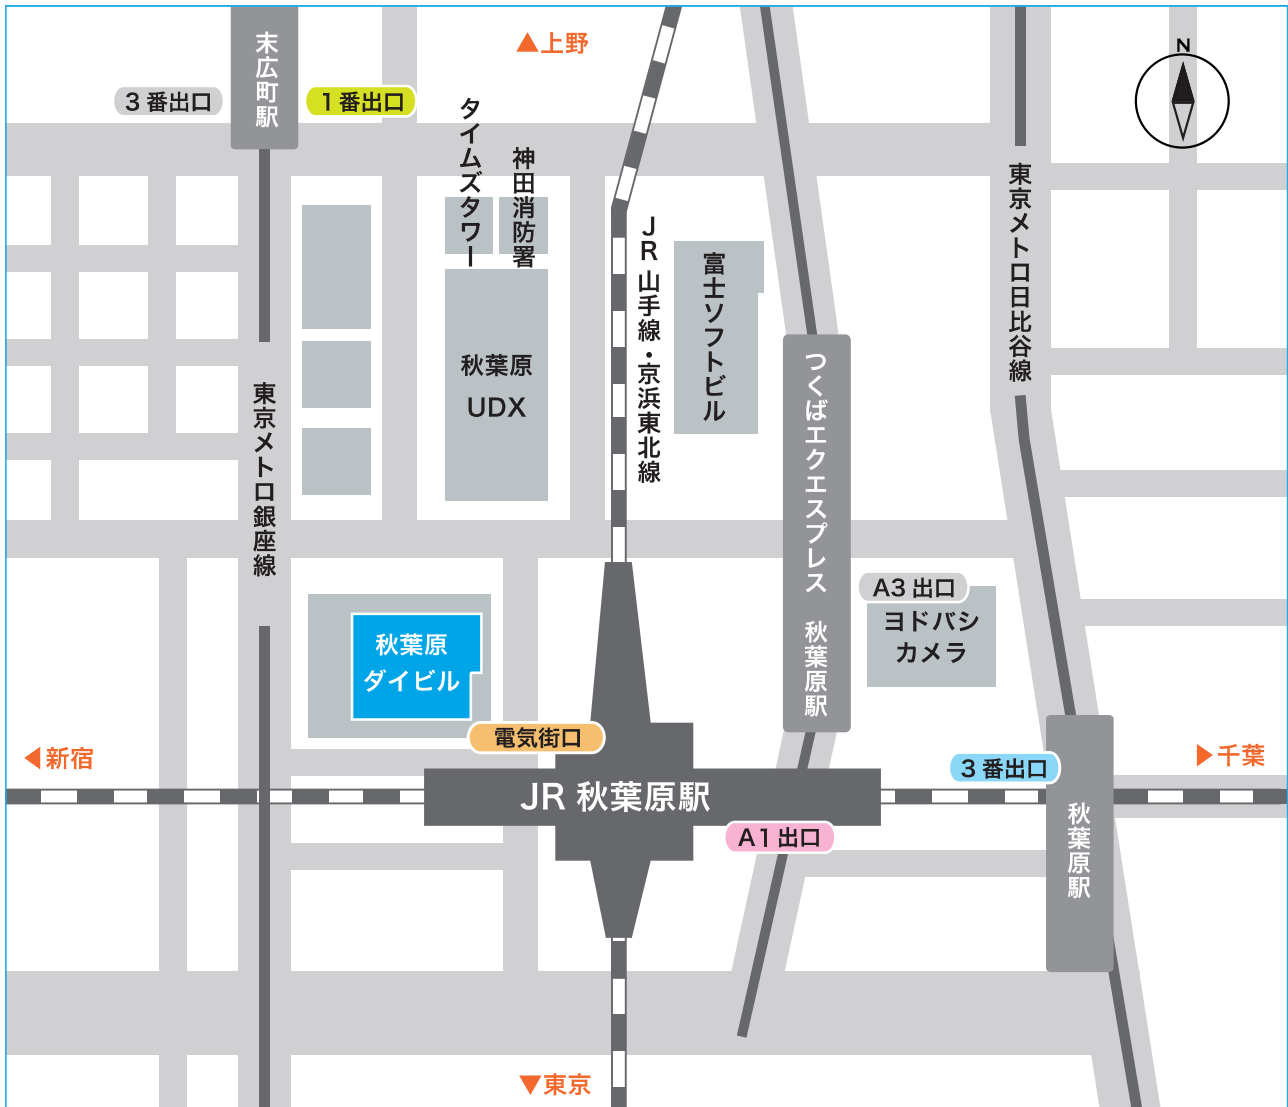 末広町駅
▲上野
N
3番出口
1番出口
タイムズタワー
神田消防署
東京メトロ日比谷線
JR山手線・京浜東北線
富士ソフトビル
秋葉原
UDX
つくばエクスプレス 秋葉原駅
東京メトロ銀座線
A3出口
ヨドバシ
カメラ
秋葉原
ダイビル
電気街口
◀新宿
▶千葉
3番出口
JR 秋葉原駅
秋葉原駅
A1出口
▼東京